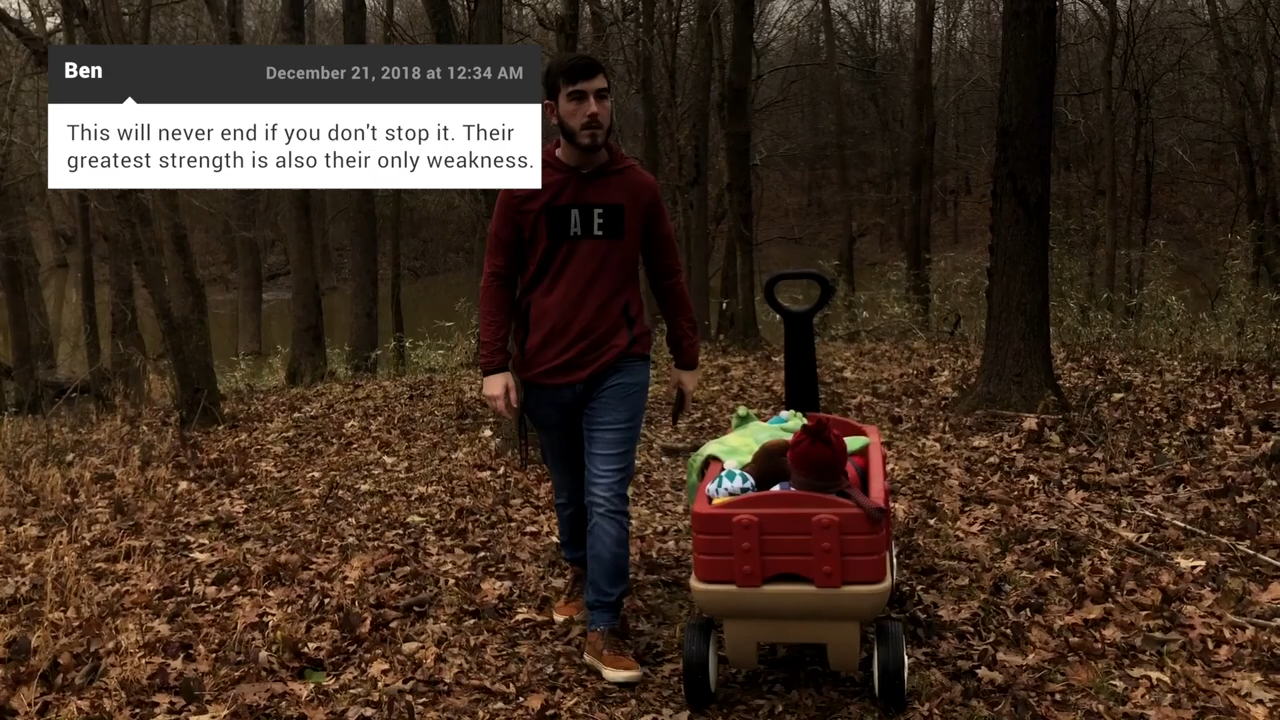 Ben
December 21, 2018 at 12:34 AM
This will never end if you don't stop it. Their
greatest strength is also their only weakness.
A E